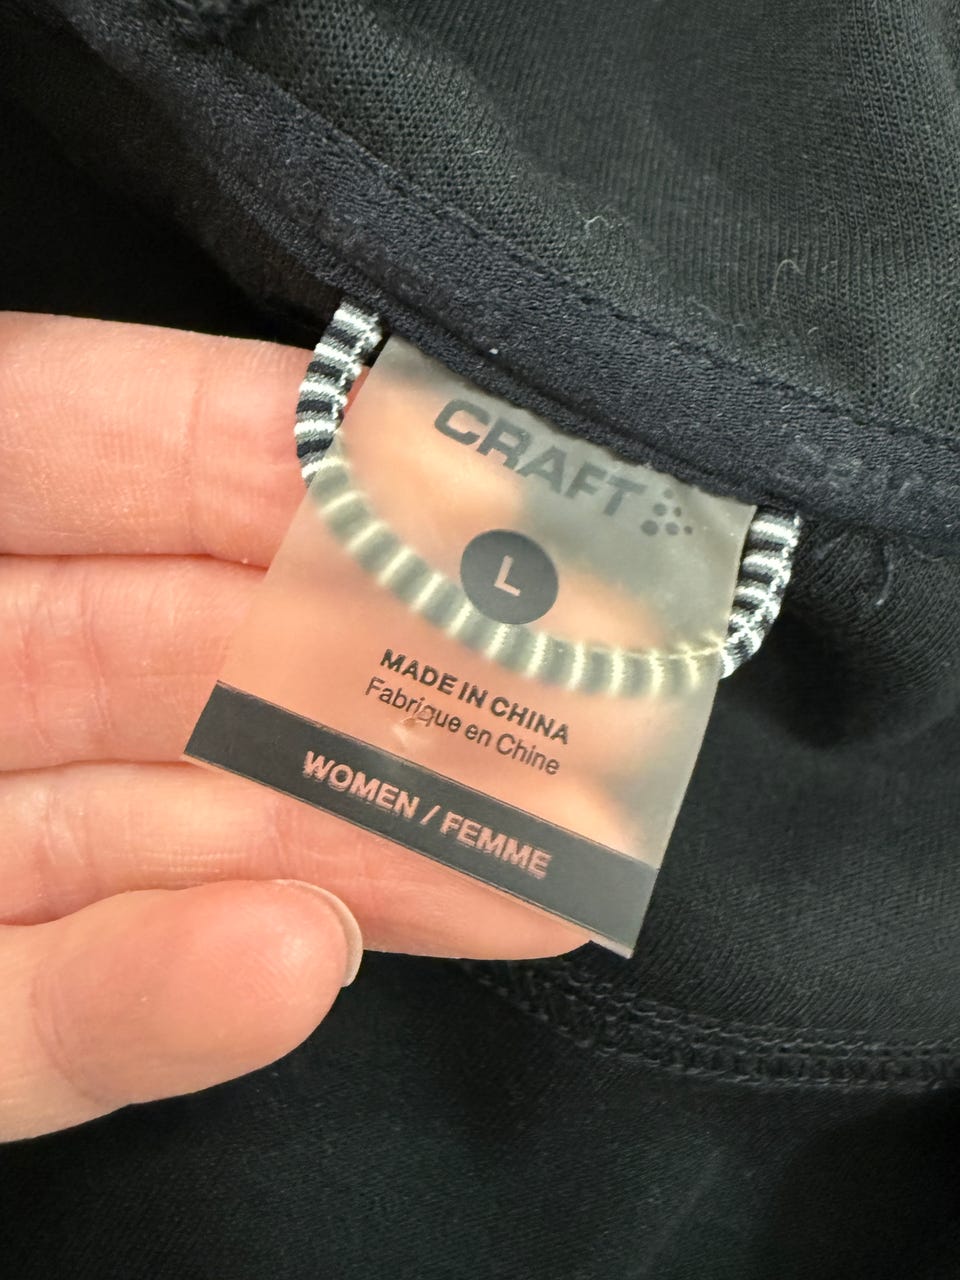 CRAFT
L
MADE IN CHINA
Fabrique en Chine
WOMEN / FEMME